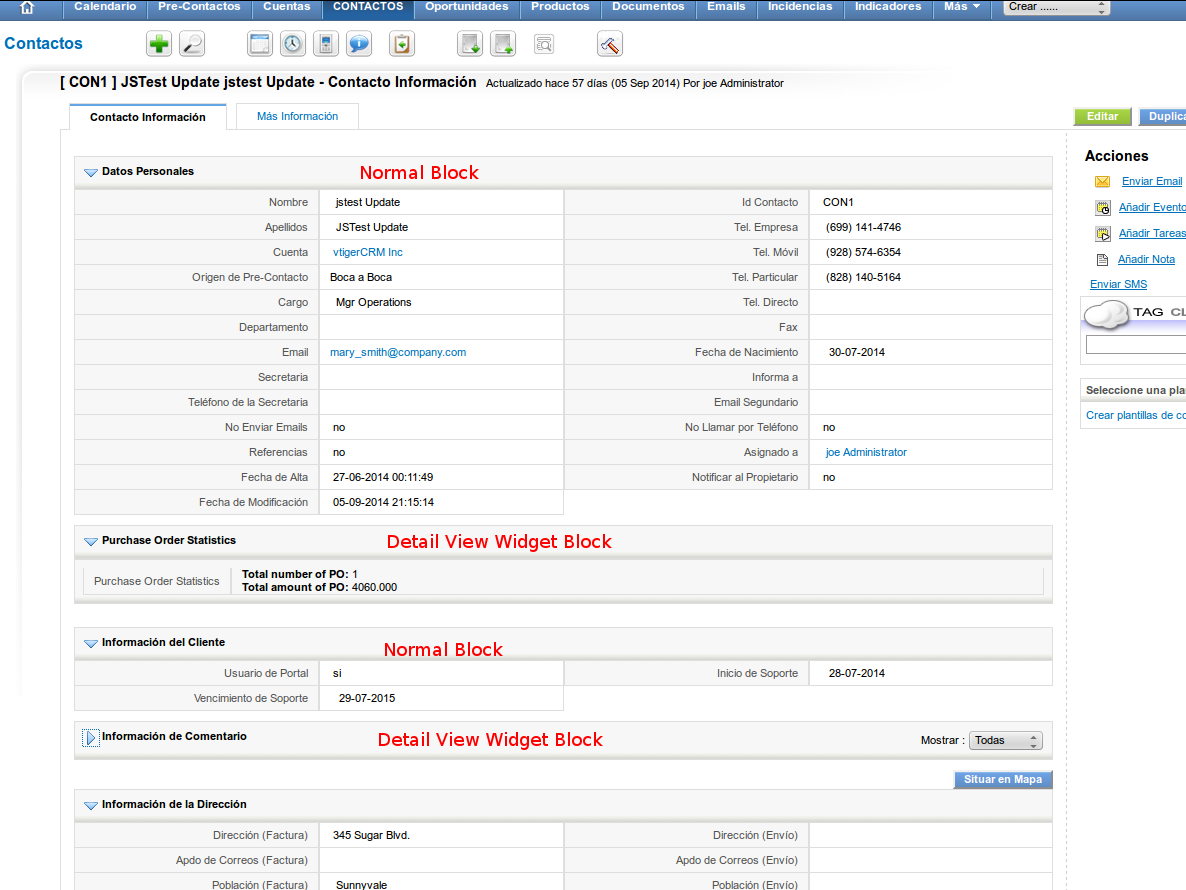 Calendario Pre-Contactos Cuentas CONTACTOS Oportunidades Productos Documentos Emails Incidencias Indicadores Más Crear ......
Contactos
[ CON1 ] JSTest Update jstest Update - Contacto Información Actualizado hace 57 días (05 Sep 2014) Por joe Administrator
Contacto Información Más Información Editar Duplica
Acciones
Enviar Email
Añadir Evento
Añadir Tareas
Añadir Nota
Enviar SMS
TAG CL
Seleccione una plan
Crear plantillas de co
Datos Personales Normal Block
Nombre jstest Update Id Contacto CON1
Apellidos JSTest Update Tel. Empresa (699) 141-4746
Cuenta vtigerCRM Inc Tel. Móvil (928) 574-6354
Origen de Pre-Contacto Boca a Boca Tel. Particular (828) 140-5164
Cargo Mgr Operations Tel. Directo
Departamento Fax
Email mary_smith@company.com Fecha de Nacimiento 30-07-2014
Secretaria Informa a
Teléfono de la Secretaria Email Segundario
No Enviar Emails no No Llamar por Teléfono no
Referencias no Asignado a joe Administrator
Fecha de Alta 27-06-2014 00:11:49 Notificar al Propietario no
Fecha de Modificación 05-09-2014 21:15:14
Purchase Order Statistics Detail View Widget Block
Purchase Order Statistics Total number of PO: 1
Total amount of PO: 4060.000
Información del Cliente Normal Block
Usuario de Portal si Inicio de Soporte 28-07-2014
Vencimiento de Soporte 29-07-2015
Información de Comentario Detail View Widget Block Mostrar : Todas
Situar en Mapa
Información de la Dirección
Dirección (Factura) 345 Sugar Blvd. Dirección (Envío)
Apdo de Correos (Factura) Apdo de Correos (Envío)
Población (Factura) Sunnyvale Población (Envío)